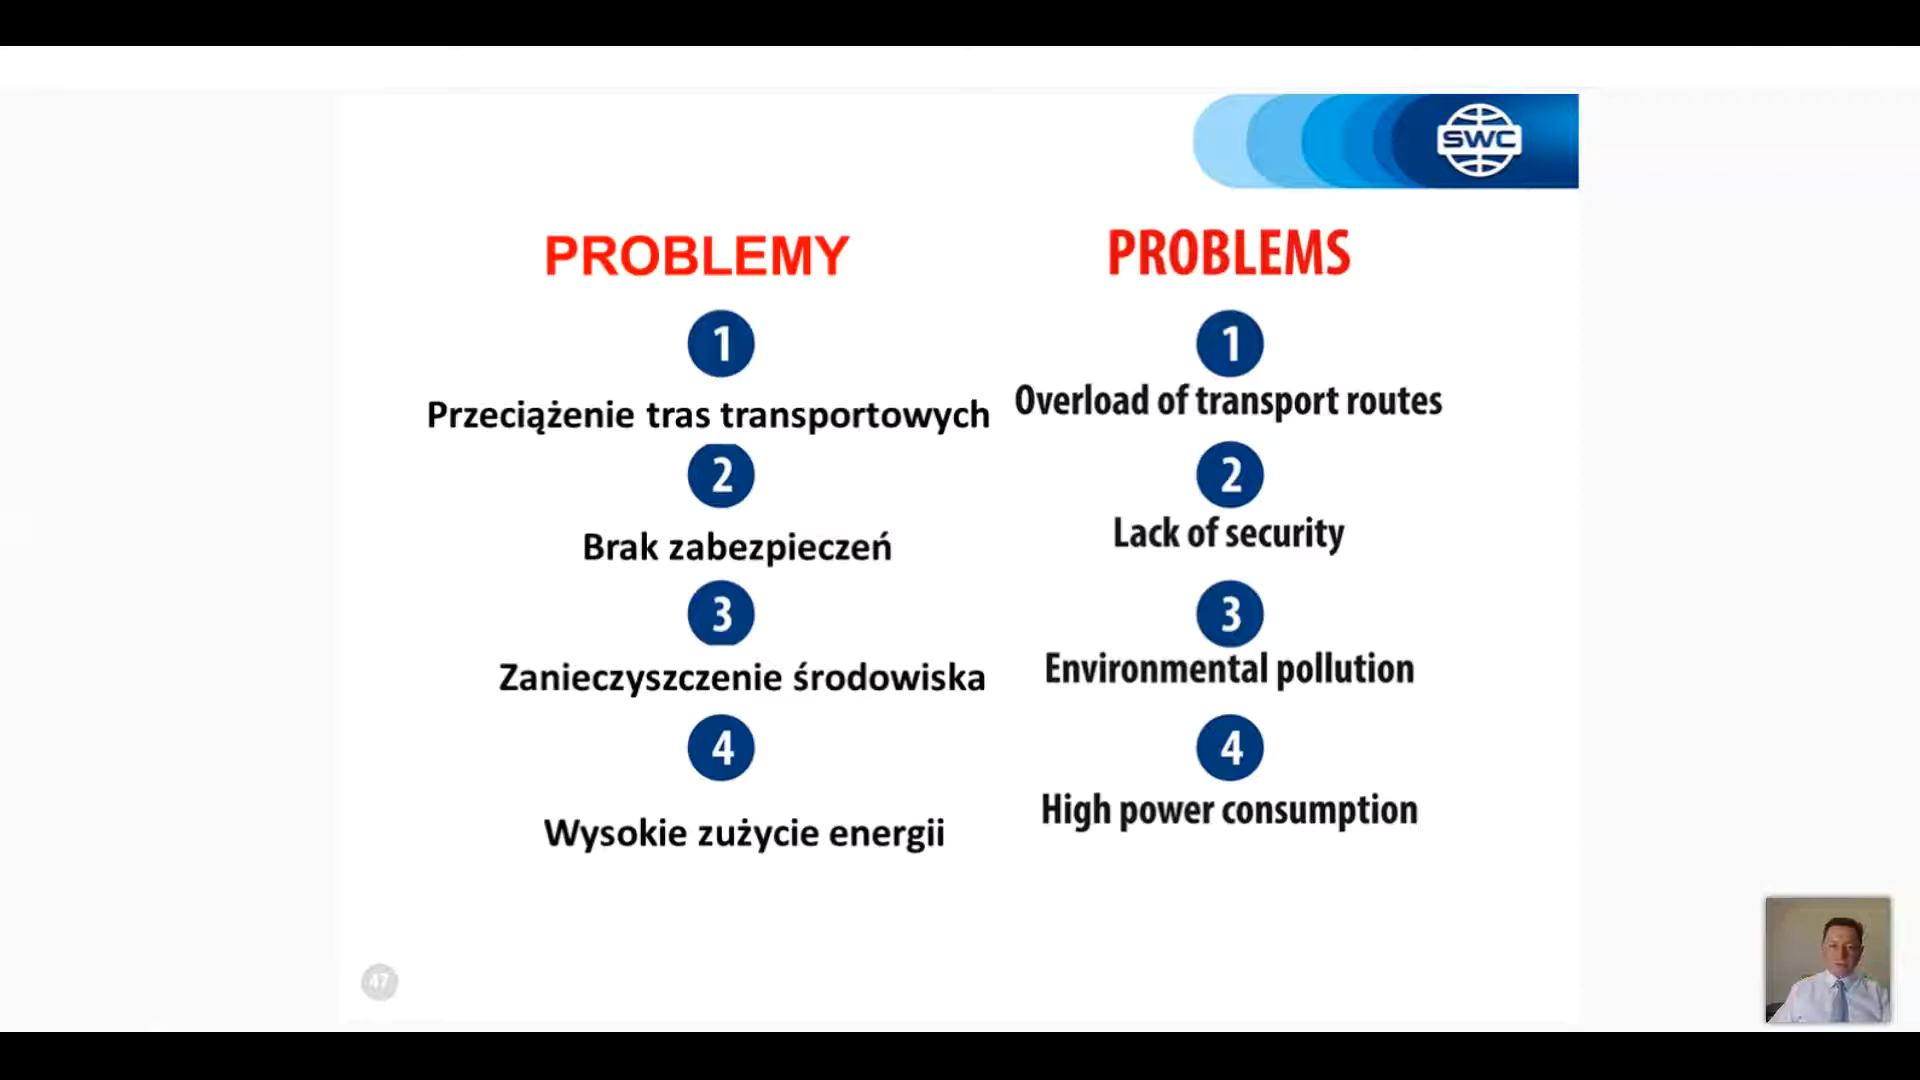 SWC
PROBLEMY
1
Przeciążenie tras transportowych
2
Brak zabezpieczeń
3
Zanieczyszczenie środowiska
4
Wysokie zużycie energii
PROBLEMS
1
Overload of transport routes
2
Lack of security
3
Environmental pollution
4
High power consumption
47